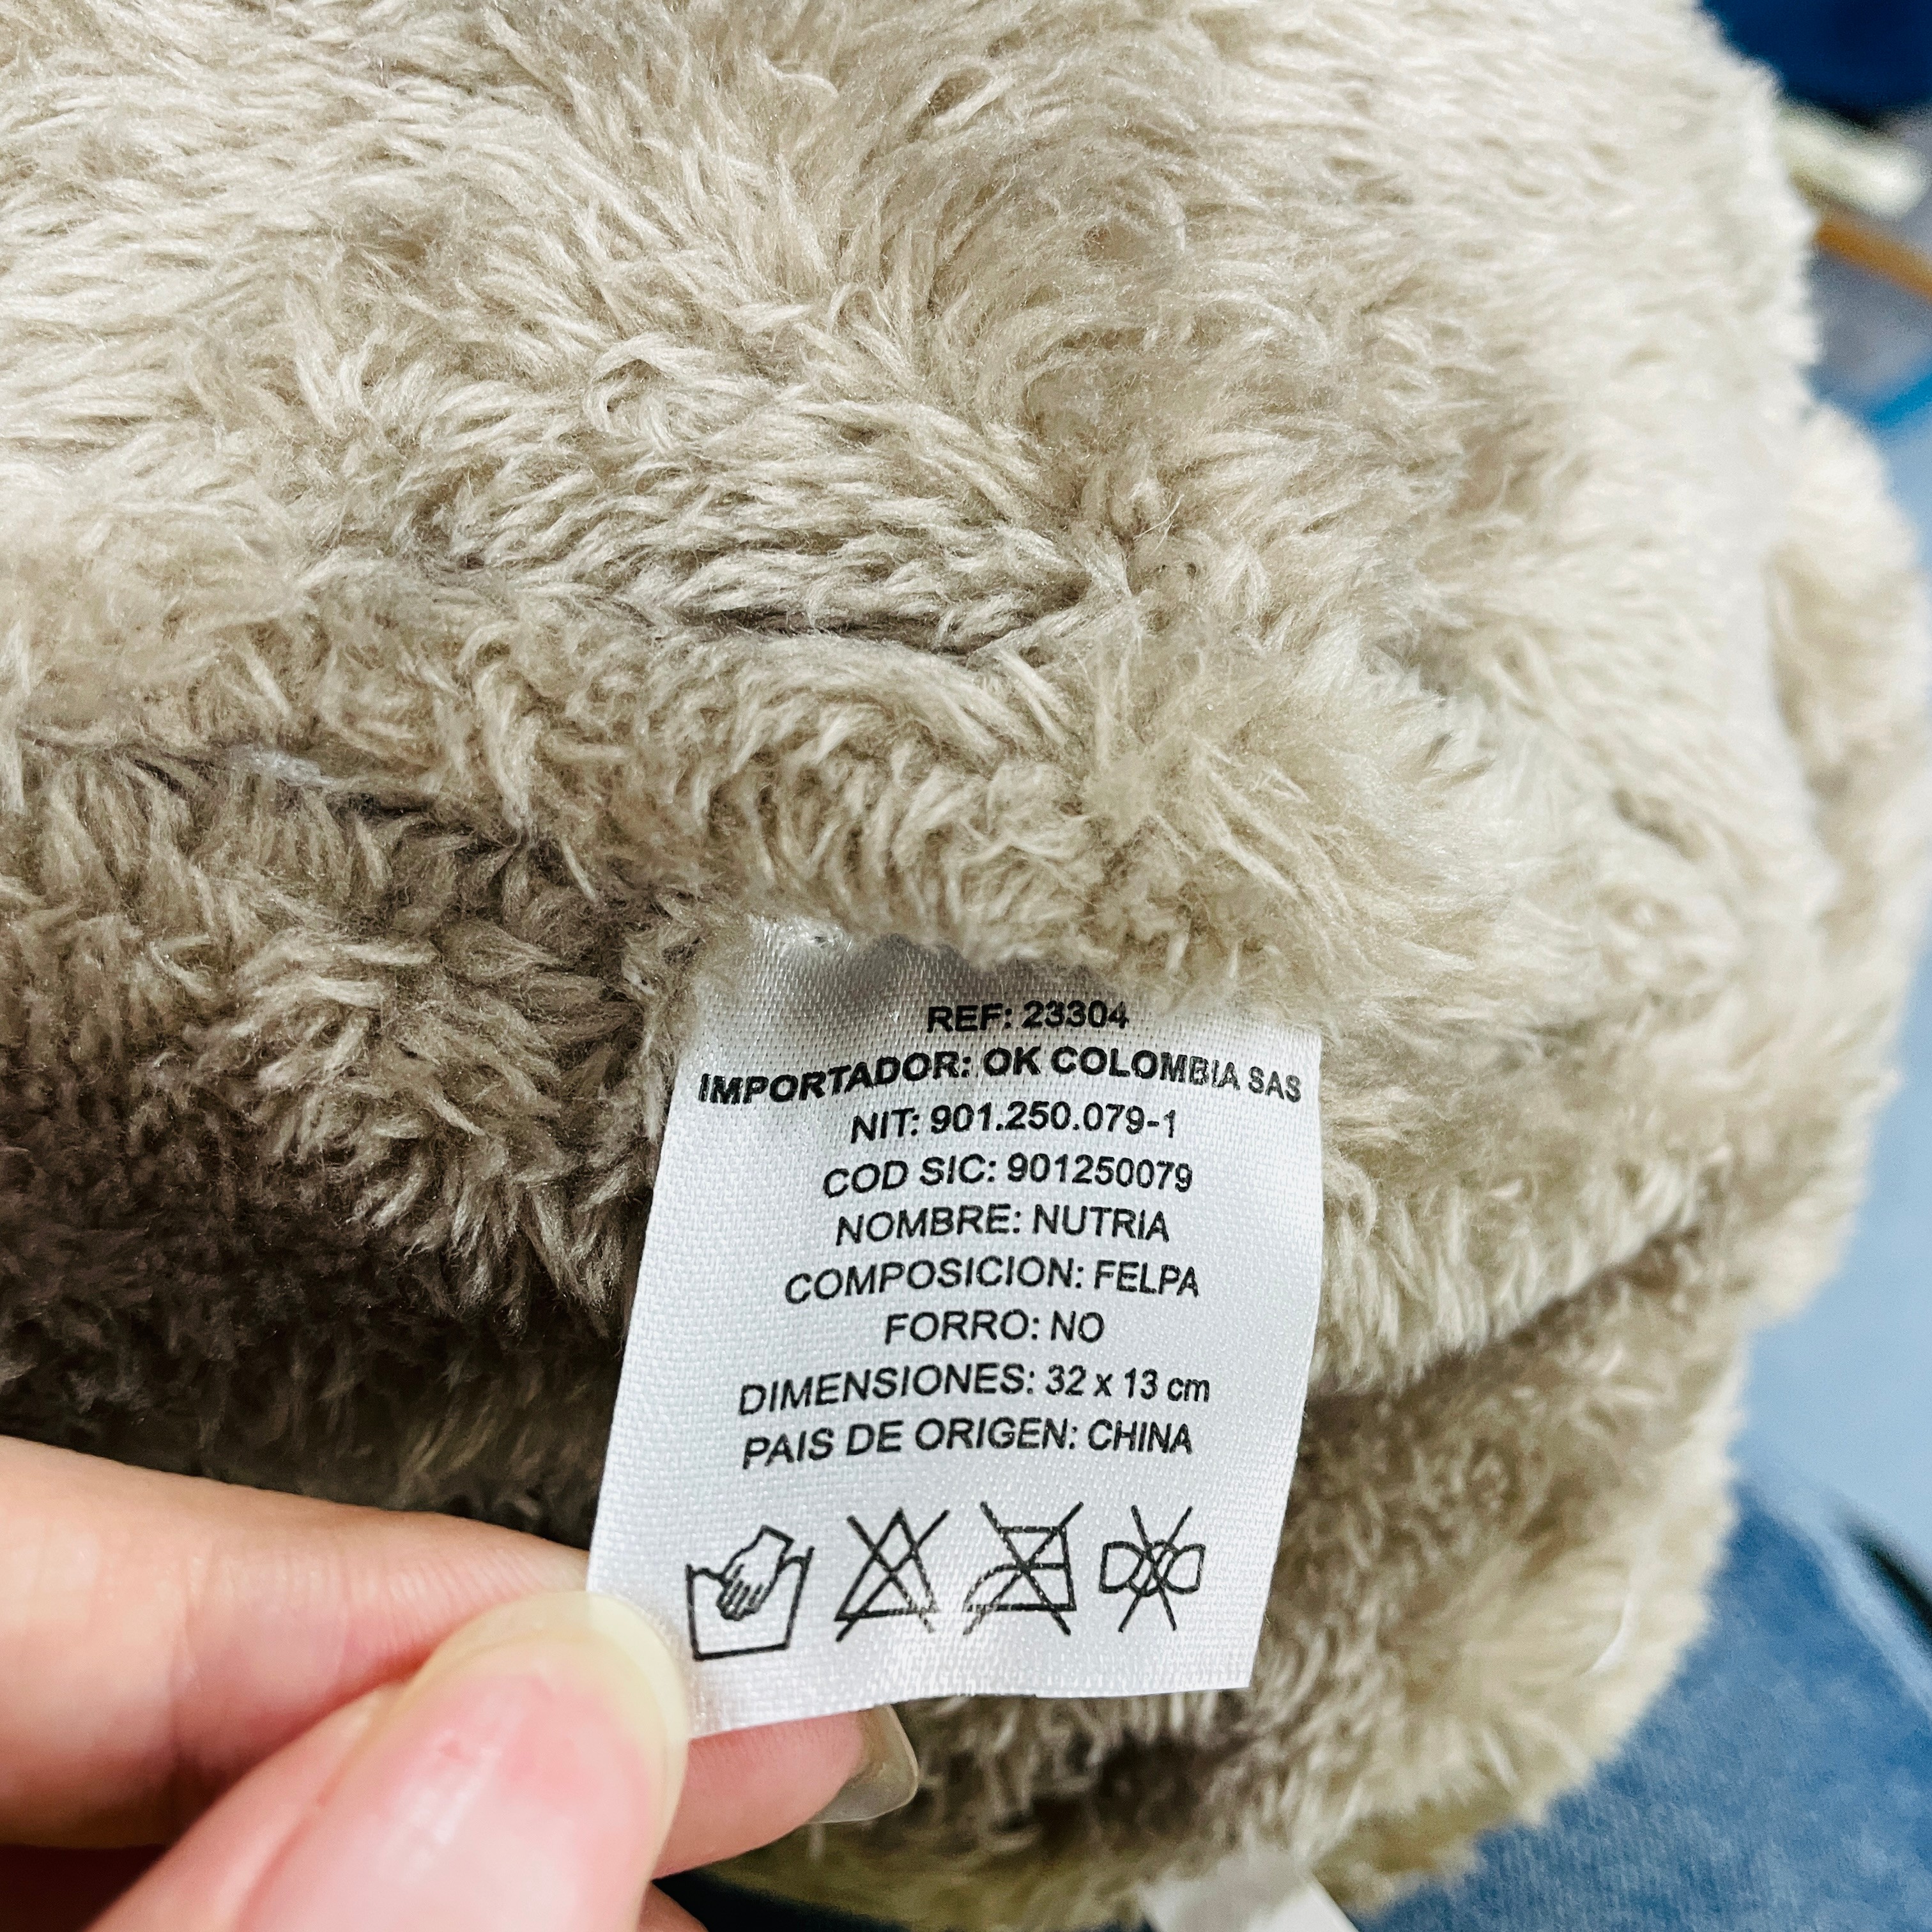 REF: 23304
IMPORTADOR: OK COLOMBIA SAS
NIT: 901.250.079-1
COD SIC: 901250079
NOMBRE: NUTRIA
COMPOSICION: FELPA
FORRO: NO
DIMENSIONES: 32 x 13 cm
PAIS DE ORIGEN: CHINA